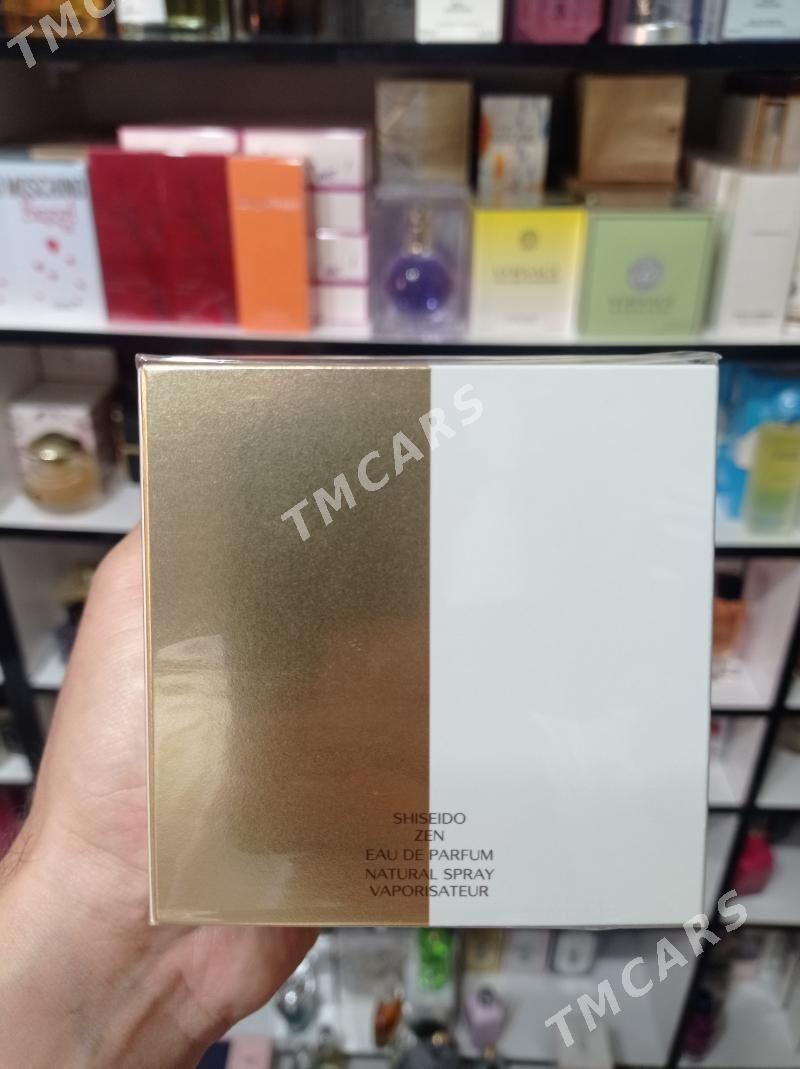 TMCARS
MOSCHINO
VERSACE
VERSACE
TMCARS
SHISEIDO
ZEN
EAU DE PARFUM
NATURAL SPRAY
VAPORISATEUR
TMCARS